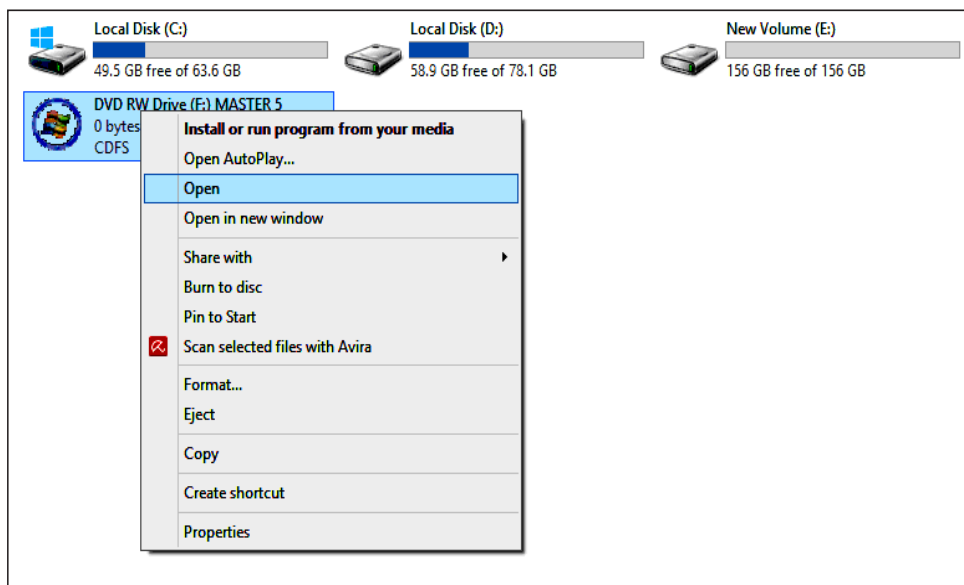 Local Disk (C:)
49.5 GB free of 63.6 GB
Local Disk (D:)
58.9 GB free of 78.1 GB
New Volume (E:)
156 GB free of 156 GB
DVD RW Drive (F:) MASTER 5
0 bytes
CDFS
Install or run program from your media
Open AutoPlay...
Open
Open in new window
Share with
Burn to disc
Pin to Start
Scan selected files with Avira
Format...
Eject
Copy
Create shortcut
Properties